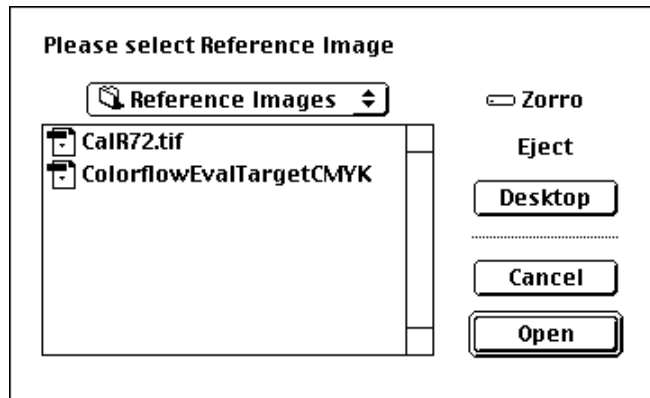 Please select Reference Image
Reference Images
Zorro
CalR72.tif
Eject
ColorflowEvalTargetCMYK
Desktop
Cancel
Open